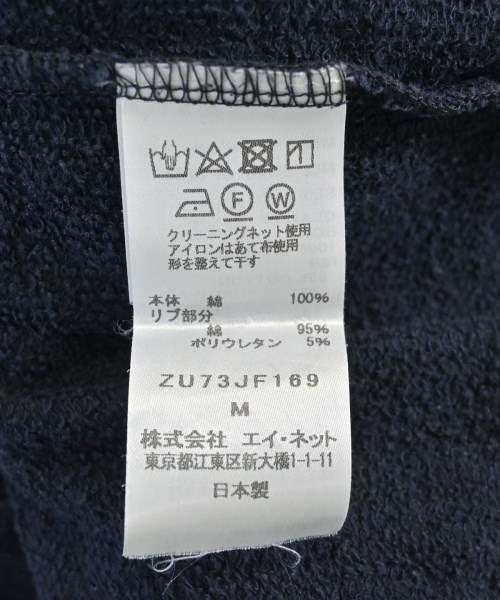 F W
クリーニングネット使用
アイロンはあて布使用
形を整えて干す
本体 綿 100%
リブ部分
綿 95%
ポリウレタン 5%
ZU73JF169
M
株式会社 エイ・ネット
東京都江東区新大橋1-1-11
日本製